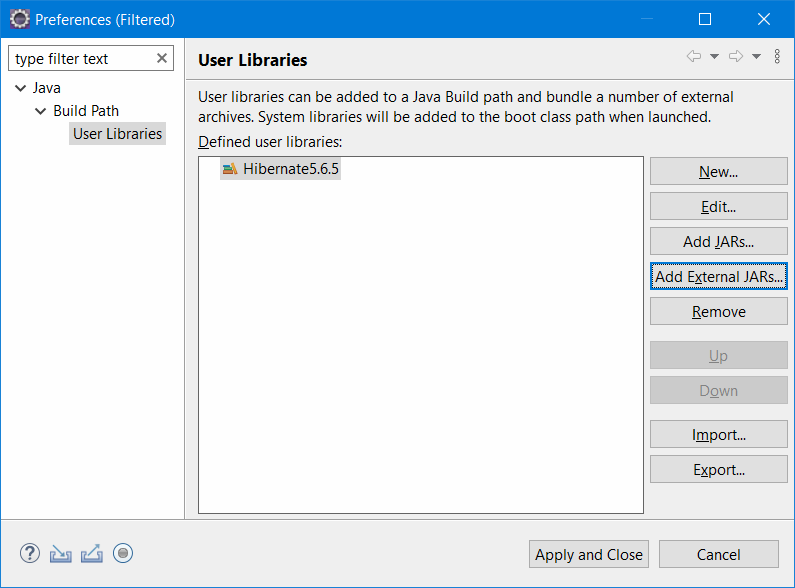 Preferences (Filtered)
type filter text
Java
Build Path
User Libraries
User Libraries
User libraries can be added to a Java Build path and bundle a number of external
archives. System libraries will be added to the boot class path when launched.
Defined user libraries:
Hibernate5.6.5
New...
Edit...
Add JARs...
Add External JARs...
Remove
Up
Down
Import...
Export...
?
Apply and Close
Cancel